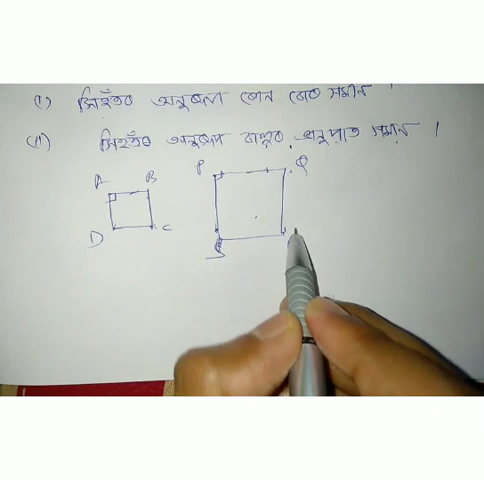 (i) সিহঁতৰ অনুৰূপ কোন বোৰ সমান ।
(ii) সিহঁতৰ অনুৰূপ বাহুৰ অনুপাত সমান ।
A B P Q
D C S